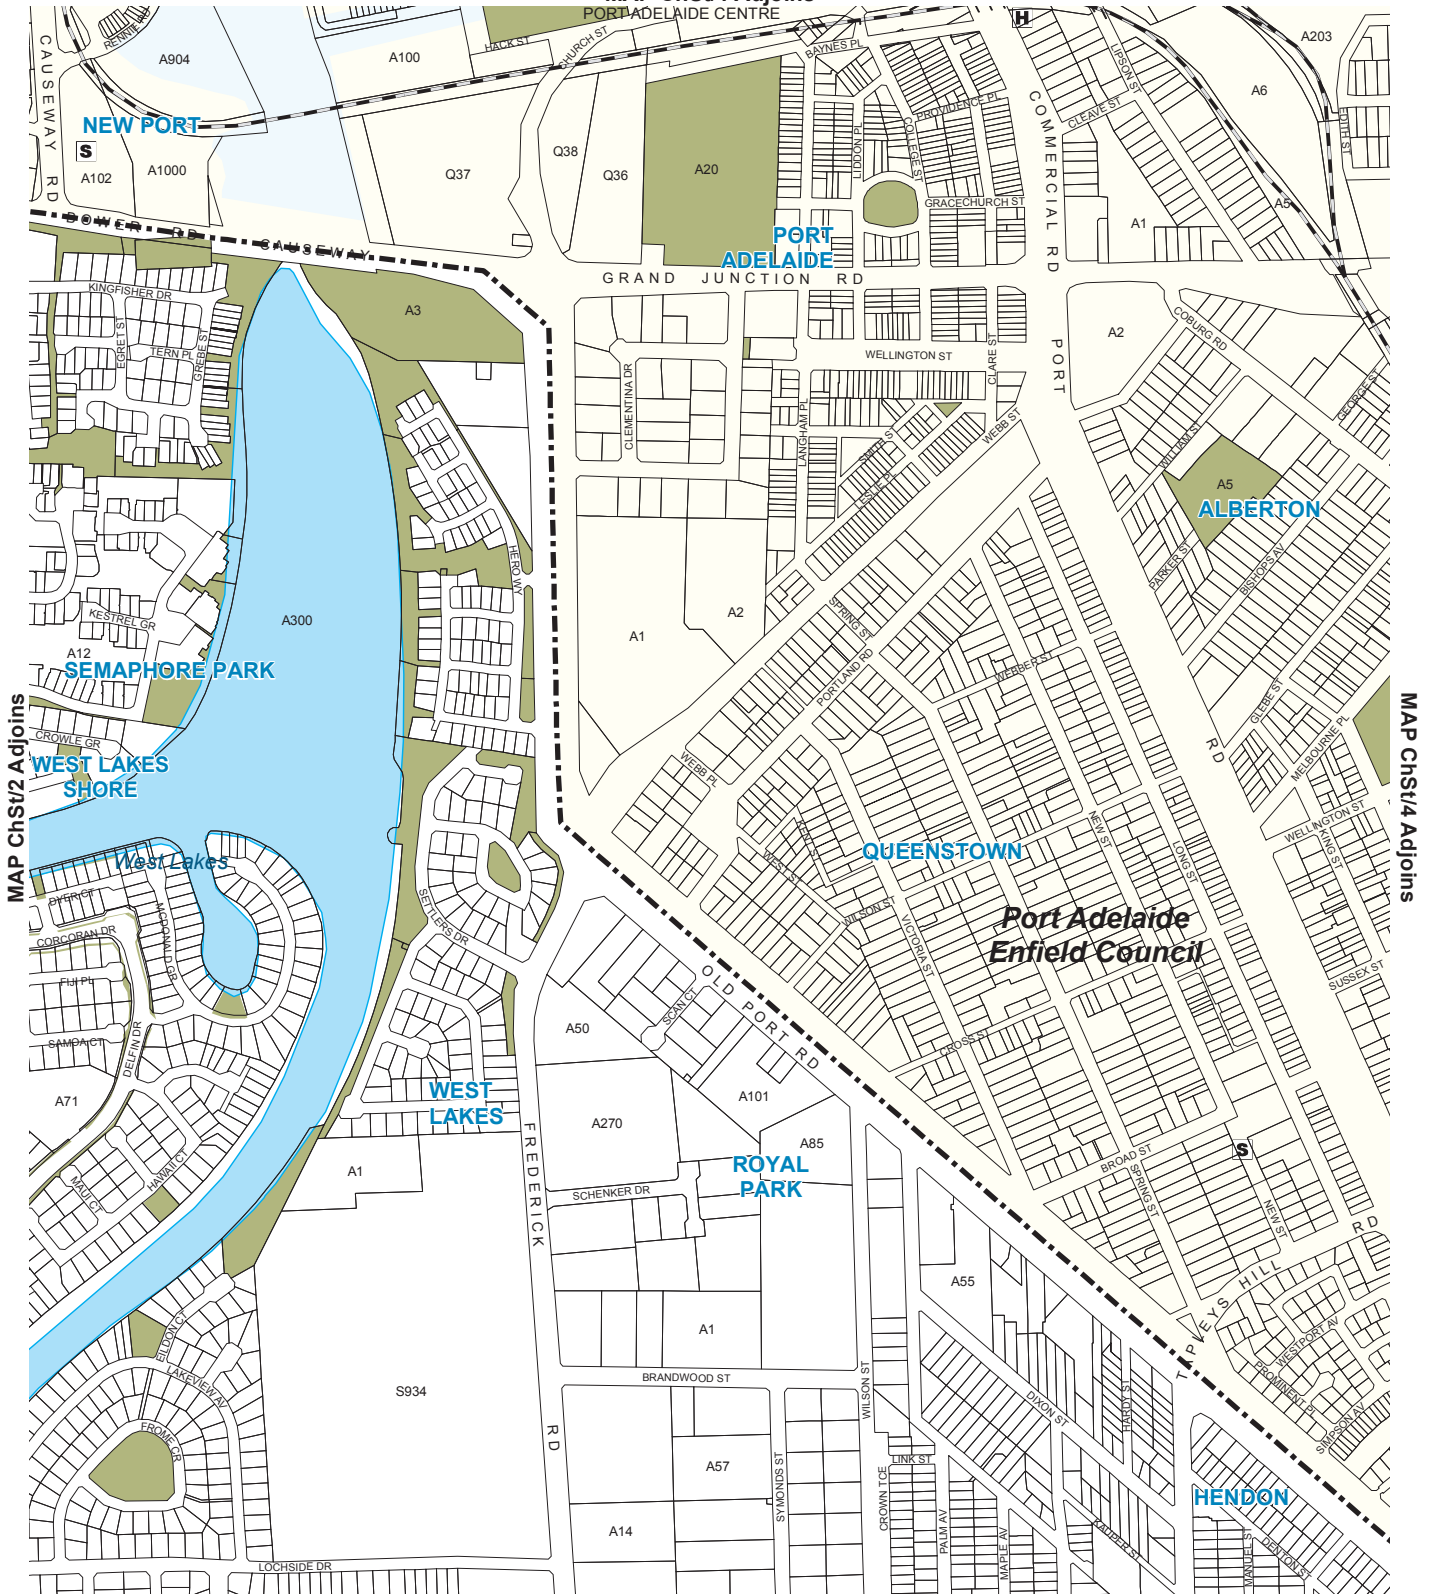 PORT ADELAIDE CENTRE
CAUSEWAY RD
RENNIE RD
A904
A100
HACK ST
CHURCH ST
BAYNES PL
H
LIPSON ST
A203
A6
NEW PORT
S
A102
A1000
Q37
Q38
Q36
A20
LIDDON PL
COLLEGE ST
PROVIDENCE PL
COMMERCIAL RD
CLEAVE ST
EDITH ST
GRACECHURCH ST
A1
A5
BOWER RD
CAUSEWAY
PORT
ADELAIDE
GRAND JUNCTION RD
KINGFISHER DR
EGRET ST
TERN PL
GREBE ST
A3
CLEMENTINA DR
WELLINGTON ST
CLARE ST
PORT
RD
A2
COBURG RD
GEORGE ST
LANGHAM PL
SMITH ST
LESLIE PL
WEBB ST
WILLIAM ST
A5
ALBERTON
PARKER ST
BISHOPS AV
HERO WY
A300
KESTREL GR
A12
SEMAPHORE PARK
A1
A2
SPRING ST
PORTLAND RD
WEBBER ST
GLEBE ST
MELBOURNE PL
MAP ChSt/2 Adjoins
MAP ChSt/4 Adjoins
CROWLE GR
WEST LAKES
SHORE
WEBB PL
West Lakes
KENT ST
WEST ST
QUEENSTOWN
NEW ST
LONG ST
WELLINGTON ST
KING ST
DYER CT
CORCORAN DR
MCDONALD GR
FIJI PL
SAMOA CT
DELFIN DR
SETTLERS DR
WILSON ST
VICTORIA ST
Port Adelaide
Enfield Council
SUSSEX ST
OLD PORT RD
SCAN CT
A50
CROSS ST
A71
WEST
LAKES
A101
A270
A85
ROYAL
PARK
FREDERICK
RD
BROAD ST
S
HAWAII CT
MAUI CT
A1
SCHENKER DR
SPRING ST
NEW ST
TAPLEYS HILL RD
A55
A1
EILDON CT
LAKEVIEW AV
FROME CR
S934
BRANDWOOD ST
WILSON ST
DIXON ST
HARDY ST
WESTPORT AV
PROMINENT PL
SIMPSON AV
A57
SYMONDS ST
LINK ST
CROWN TCE
PALM AV
MAPLE AV
KAUPER ST
HENDON
MANUEL ST
DENTON ST
A14
LOCHSIDE DR